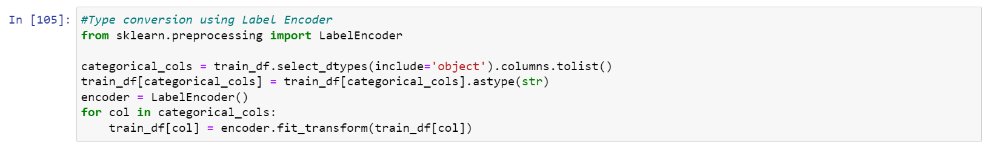 In [105]: #Type conversion using Label Encoder
from sklearn.preprocessing import LabelEncoder

categorical_cols = train_df.select_dtypes(include='object').columns.tolist()
train_df[categorical_cols] = train_df[categorical_cols].astype(str)
encoder = LabelEncoder()
for col in categorical_cols:
    train_df[col] = encoder.fit_transform(train_df[col])